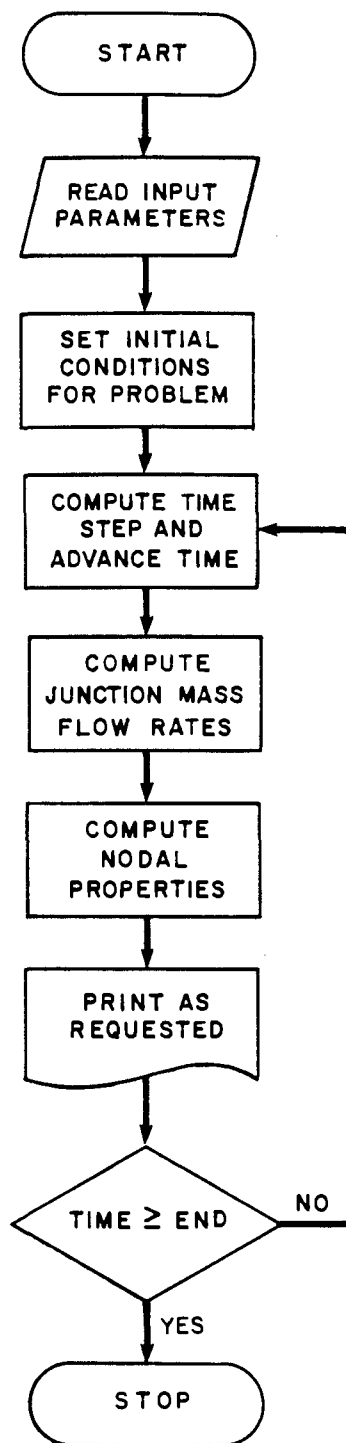 START
READ INPUT
PARAMETERS
SET INITIAL
CONDITIONS
FOR PROBLEM
COMPUTE TIME
STEP AND
ADVANCE TIME
COMPUTE
JUNCTION MASS
FLOW RATES
COMPUTE
NODAL
PROPERTIES
PRINT AS
REQUESTED
TIME ≥ END
NO
YES
STOP